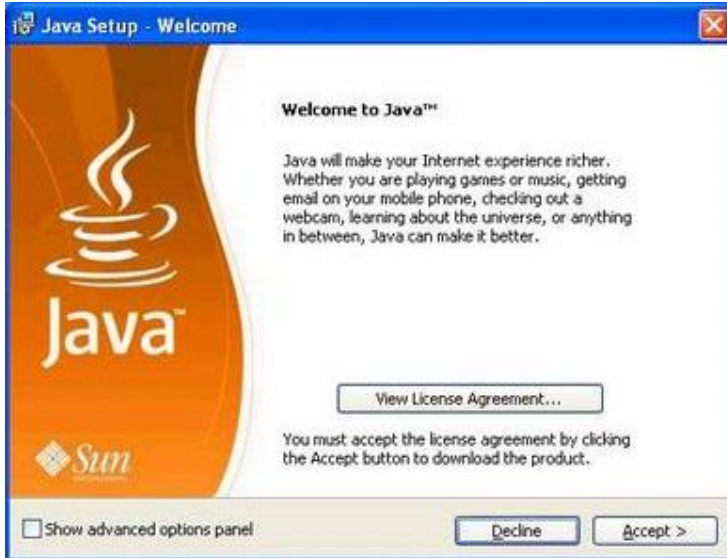 Java Setup - Welcome
Welcome to Java™
Java will make your Internet experience richer.
Whether you are playing games or music, getting
email on your mobile phone, checking out a
webcam, learning about the universe, or anything
in between, Java can make it better.
Java™
View License Agreement...
You must accept the license agreement by clicking
the Accept button to download the product.
Sun
Show advanced options panel
Decline
Accept >